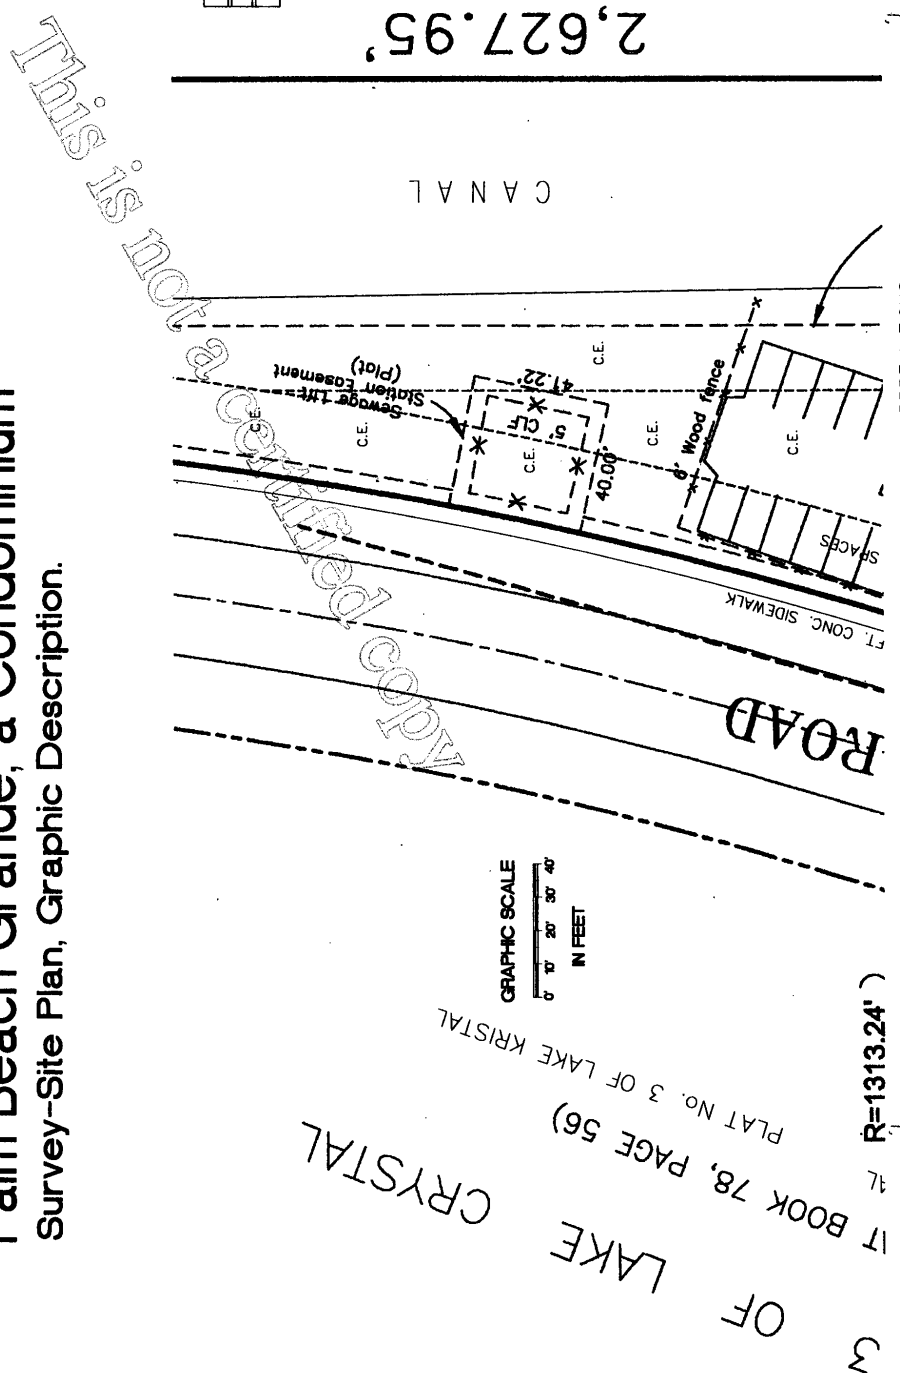 Palm Beach Grande, a Condominium
Survey-Site Plan, Graphic Description.
This is not a certified copy
2,627.95'
CANAL
C.E.
C.E.
C.E.
C.E.
C.E.
C.E.
Sewage Lift
Station Easement
(Plat)
41.22'
5' CLF
40.00'
6' Wood fence
SPACES
FT. CONC. SIDEWALK
ROAD
GRAPHIC SCALE
0' 10' 20' 30' 40'
IN FEET
R=1313.24' )
PLAT No. 3 OF LAKE KRISTAL
T BOOK 78, PAGE 56)
AL
3 OF LAKE CRYSTAL